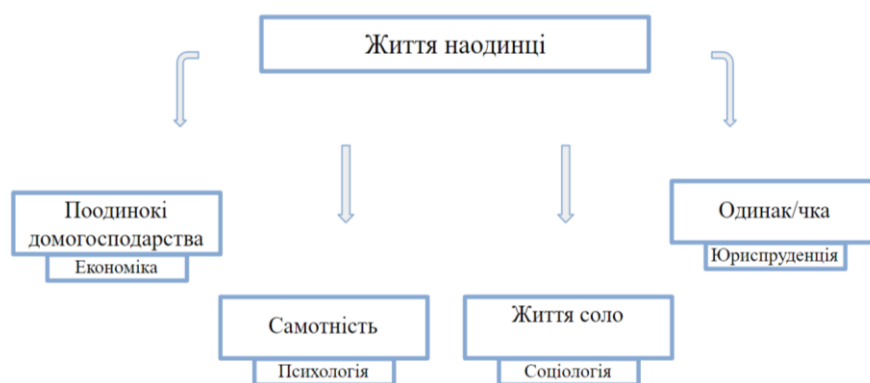 Життя наодинці
Поодинокі
домогосподарства
Економіка
Самотність
Психологія
Життя соло
Соціологія
Одинак/чка
Юриспруденція